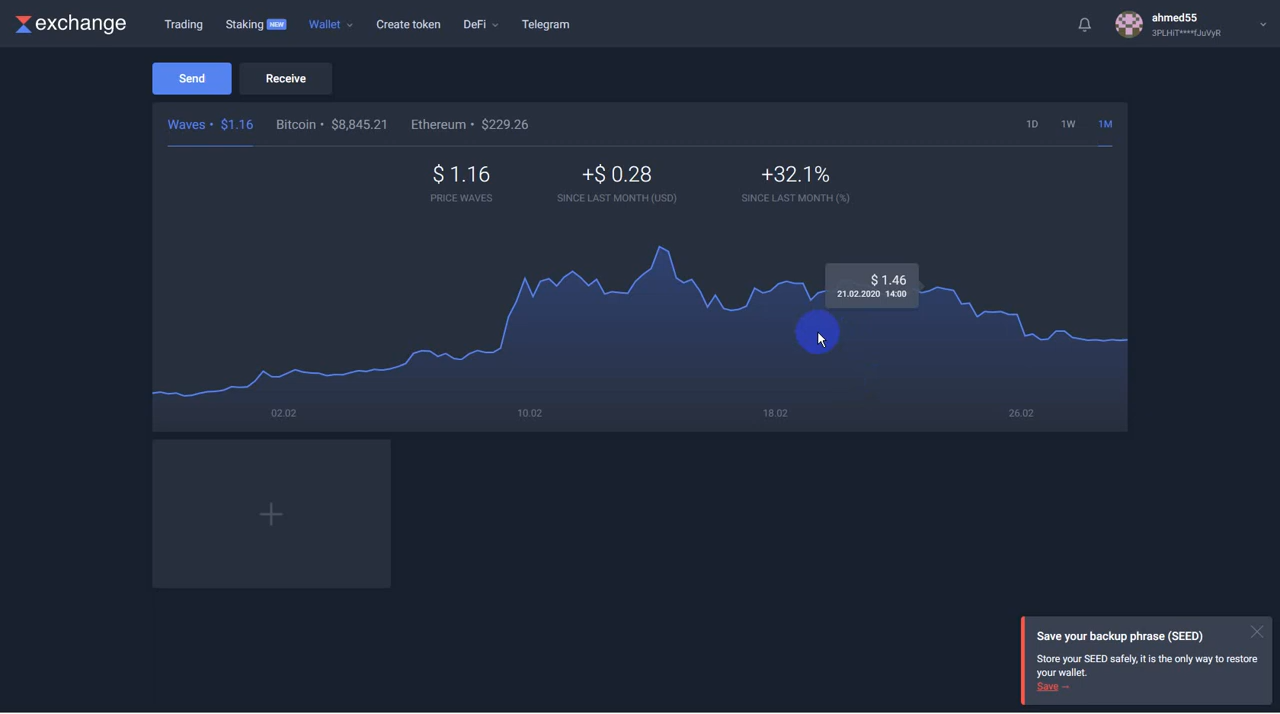 exchange Trading Staking NEW Wallet Create token DeFi Telegram ahmed55
3PLHiT****fJuVyR
Send Receive
Waves • $1.16 Bitcoin • $8,845.21 Ethereum • $229.26 1D 1W 1M
$ 1.16 +$ 0.28 +32.1%
PRICE WAVES SINCE LAST MONTH (USD) SINCE LAST MONTH (%)
$ 1.46
21.02.2020 14:00
02.02 10.02 18.02 26.02
Save your backup phrase (SEED)
Store your SEED safely, it is the only way to restore
your wallet.
Save →